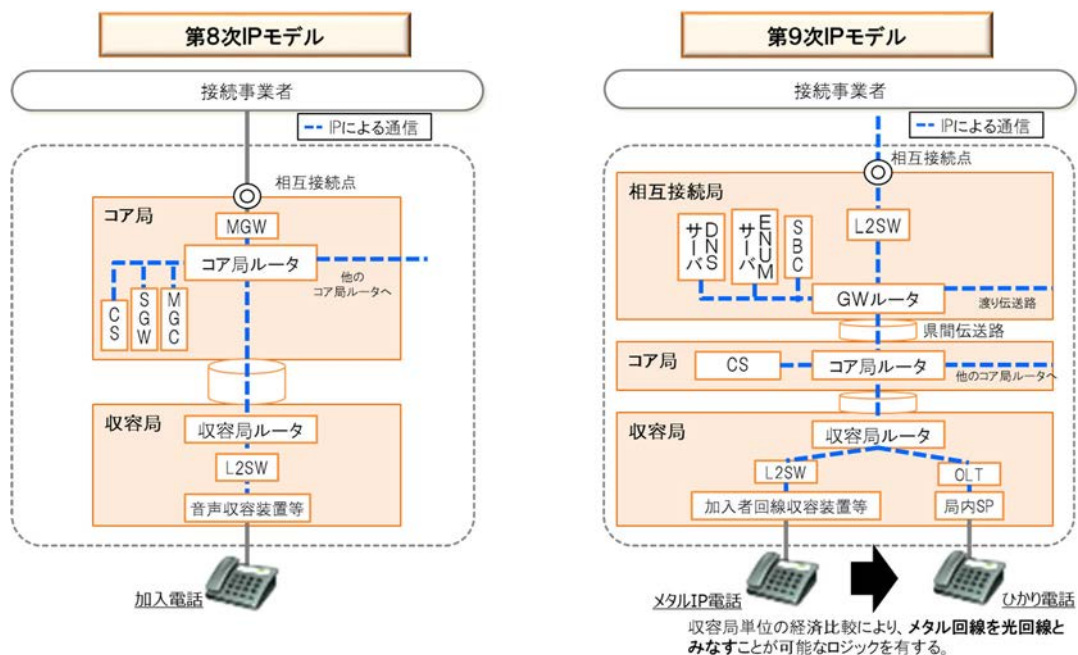 第8次IPモデル
接続事業者
IPによる通信
相互接続点
コア局
MGW
コア局ルータ
他の
コア局ルータへ
CS
SGW
MGC
収容局
収容局ルータ
L2SW
音声収容装置等
加入電話
第9次IPモデル
接続事業者
IPによる通信
相互接続点
相互接続局
DNS
サーバ
ENUM
サーバ
SBC
L2SW
GWルータ
渡り伝送路
県間伝送路
コア局
CS
コア局ルータ
他のコア局ルータへ
収容局
収容局ルータ
L2SW
OLT
加入者回線収容装置等
局内SP
メタルIP電話
ひかり電話
収容局単位の経済比較により、メタル回線を光回線と
みなすことが可能なロジックを有する。